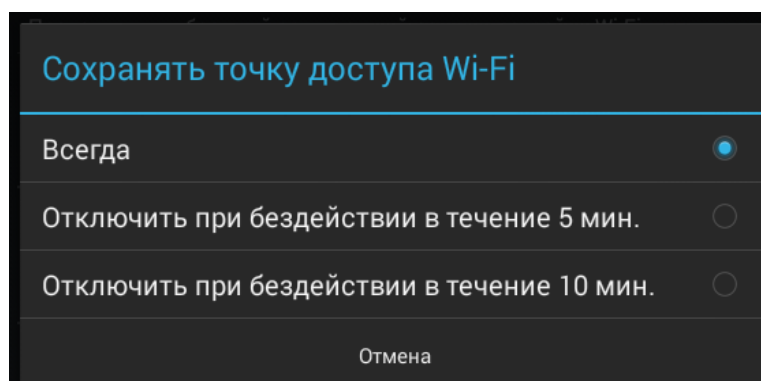 Сохранять точку доступа Wi-Fi
Всегда
Отключить при бездействии в течение 5 мин.
Отключить при бездействии в течение 10 мин.
Отмена